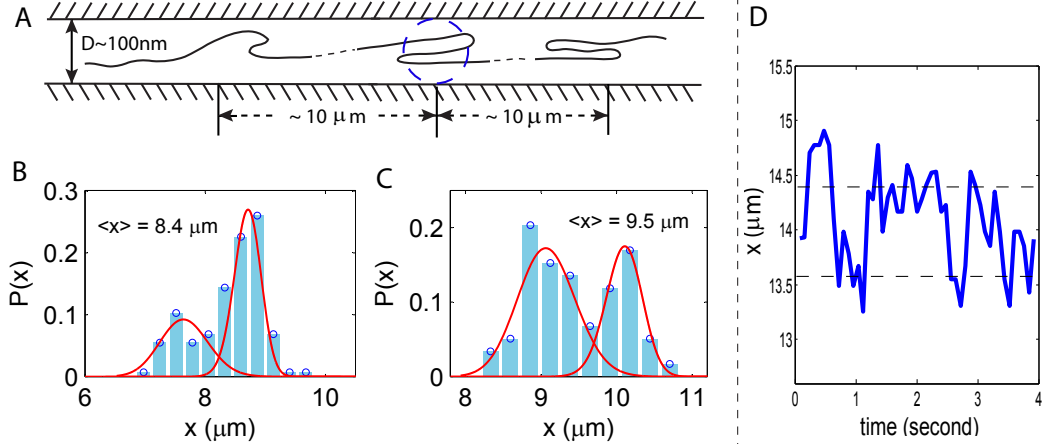 A
D~100nm
~ 10 μm
~ 10 μm
B
<x> = 8.4 μm
P(x)
0.3
0.2
0.1
0
6
8
10
x (μm)
C
<x> = 9.5 μm
P(x)
0.2
0.1
0
8
9
10
11
x (μm)
D
x (μm)
15.5
15
14.5
14
13.5
13
0
1
2
3
4
time (second)